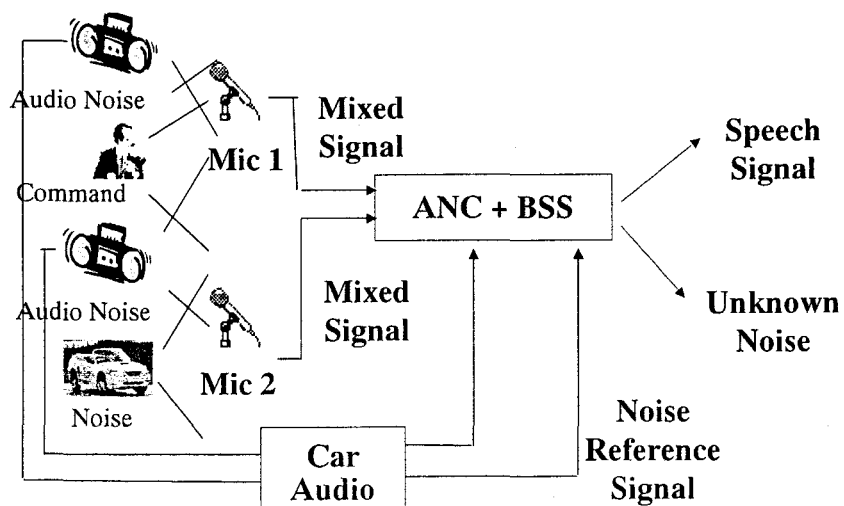 Audio Noise
Mic 1
Mixed
Signal
Command
ANC + BSS
Speech
Signal
Audio Noise
Mic 2
Mixed
Signal
Unknown
Noise
Noise
Car
Audio
Noise
Reference
Signal